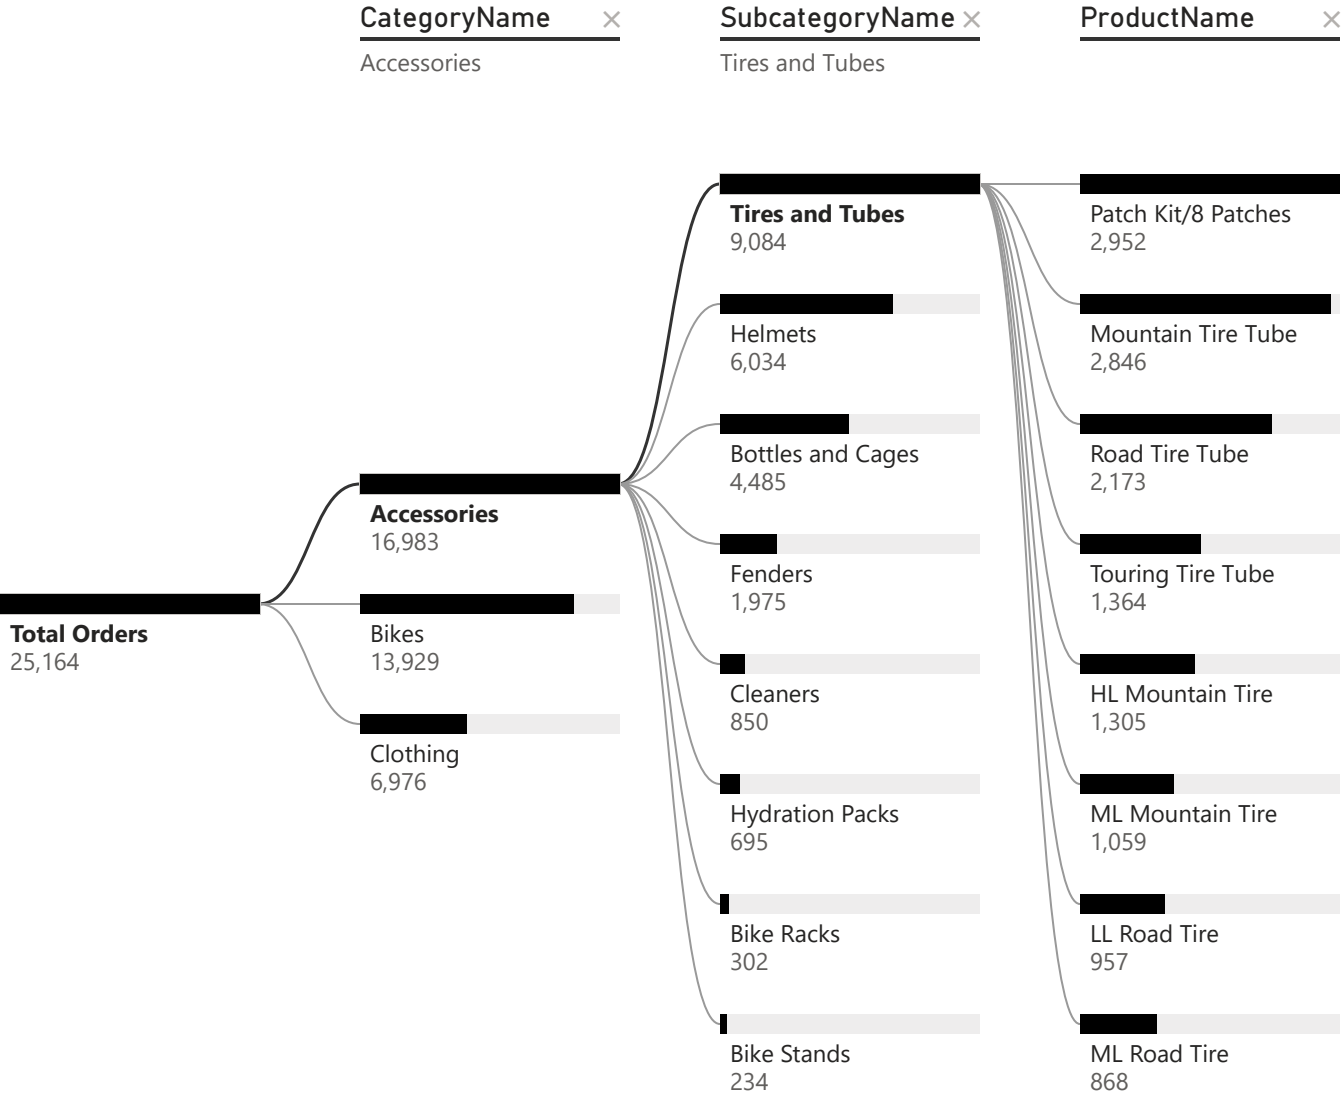 CategoryName ×
Accessories
SubcategoryName ×
Tires and Tubes
ProductName ×
Total Orders
25,164
Accessories
16,983
Bikes
13,929
Clothing
6,976
Tires and Tubes
9,084
Helmets
6,034
Bottles and Cages
4,485
Fenders
1,975
Cleaners
850
Hydration Packs
695
Bike Racks
302
Bike Stands
234
Patch Kit/8 Patches
2,952
Mountain Tire Tube
2,846
Road Tire Tube
2,173
Touring Tire Tube
1,364
HL Mountain Tire
1,305
ML Mountain Tire
1,059
LL Road Tire
957
ML Road Tire
868